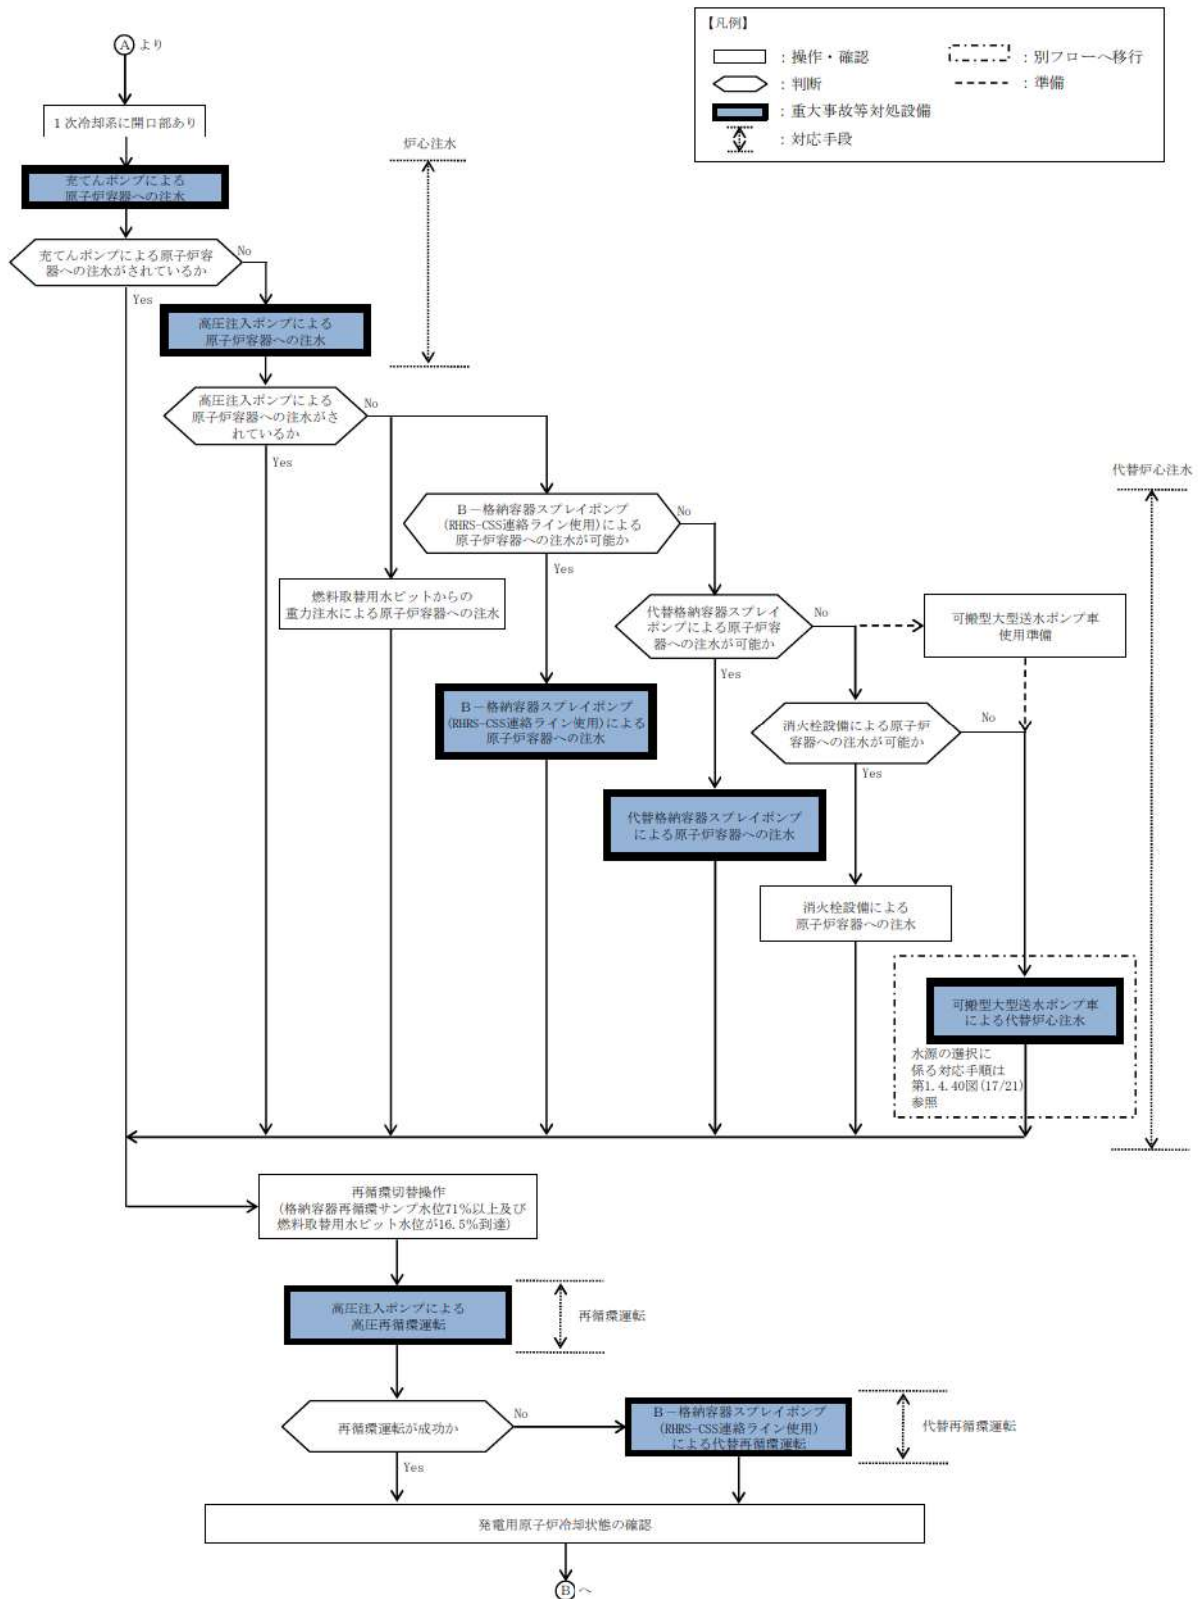 【凡例】
：操作・確認
：別フローへ移行
：判断
：準備
：重大事故等対処設備
：対応手段
Ⓐより
1次冷却系に開口部あり
炉心注水
充てんポンプによる
原子炉容器への注水
充てんポンプによる原子炉容
器への注水がされているか
No
Yes
高圧注入ポンプによる
原子炉容器への注水
高圧注入ポンプによる
原子炉容器への注水がさ
れているか
No
Yes
代替炉心注水
B－格納容器スプレイポンプ
(RHRS-CSS連絡ライン使用)による
原子炉容器への注水が可能か
No
Yes
燃料取替用水ピットからの
重力注水による原子炉容器への注水
代替格納容器スプレイ
ポンプによる原子炉容
器への注水が可能か
No
Yes
可搬型大型送水ポンプ車
使用準備
B－格納容器スプレイポンプ
(RHRS-CSS連絡ライン使用)による
原子炉容器への注水
消火栓設備による原子炉
容器への注水が可能か
No
Yes
代替格納容器スプレイポンプ
による原子炉容器への注水
消火栓設備による
原子炉容器への注水
可搬型大型送水ポンプ車
による代替炉心注水
水源の選択に
係る対応手順は
第1.4.40図(17/21)
参照
再循環切替操作
(格納容器再循環サンプ水位71%以上及び
燃料取替用水ピット水位が16.5%到達)
高圧注入ポンプによる
高圧再循環運転
再循環運転
再循環運転が成功か
No
Yes
B－格納容器スプレイポンプ
(RHRS-CSS連絡ライン使用)
による代替再循環運転
代替再循環運転
発電用原子炉冷却状態の確認
Ⓑへ